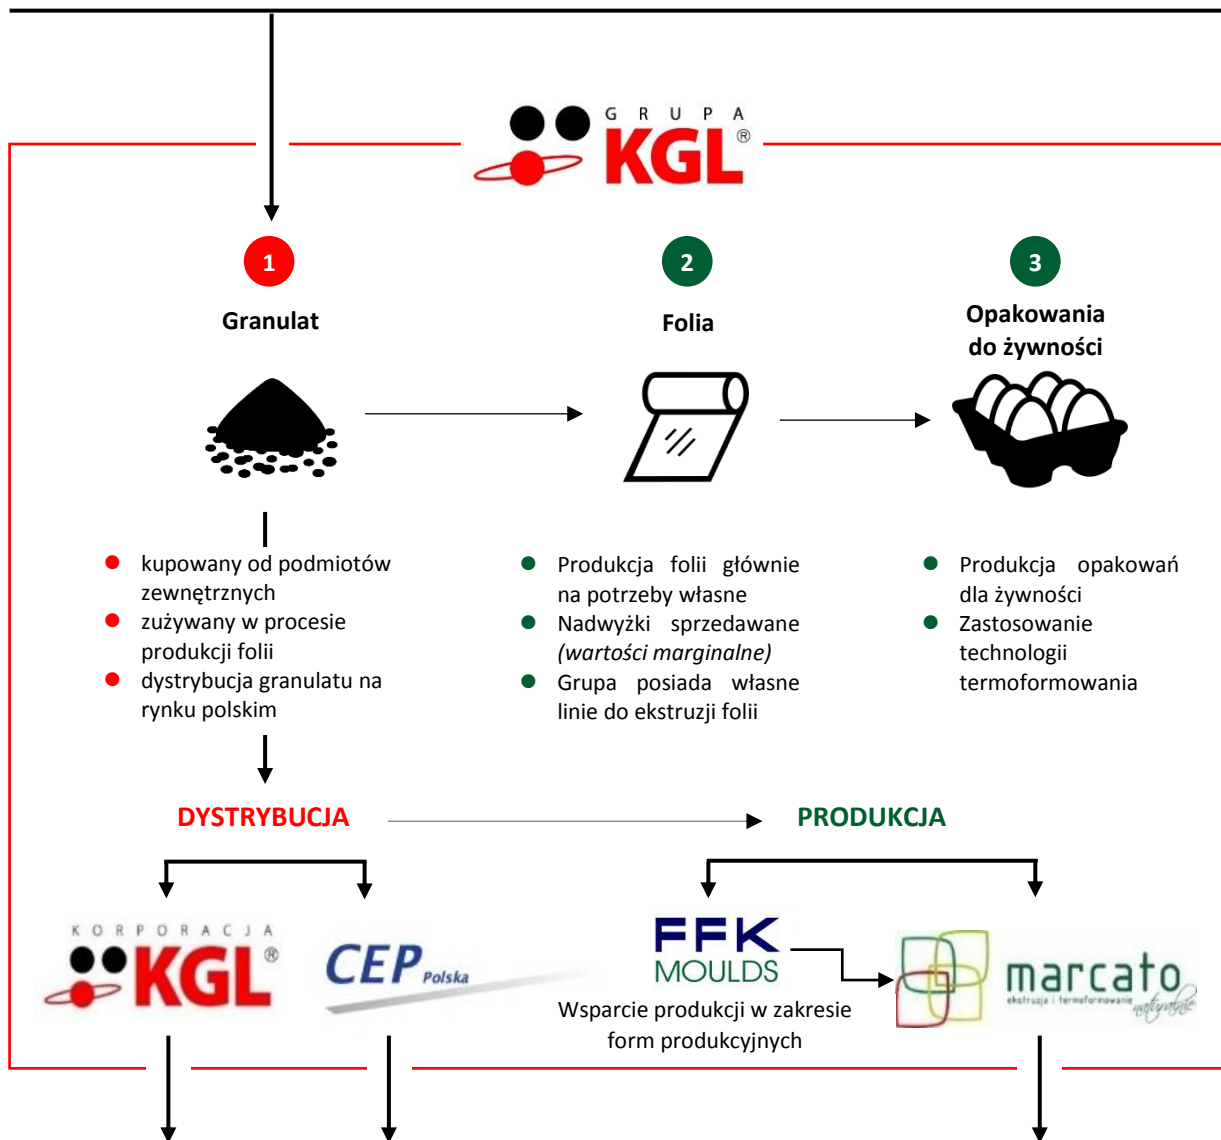 GRUPA
KGL®
1
2
3
Granulat
Folia
Opakowania
do żywności
kupowany od podmiotów
zewnętrznych
zużywany w procesie
produkcji folii
dystrybucja granulatu na
rynku polskim
Produkcja folii głównie
na potrzeby własne
Nadwyżki sprzedawane
(wartości marginalne)
Grupa posiada własne
linie do ekstruzji folii
Produkcja opakowań
dla żywności
Zastosowanie
technologii
termoformowania
DYSTRYBUCJA
PRODUKCJA
KORPORACJA
KGL®
CEP Polska
FFK
MOULDS
Wsparcie produkcji w zakresie
form produkcyjnych
marcato
ekstruzja i termoformowanie
naturalnie